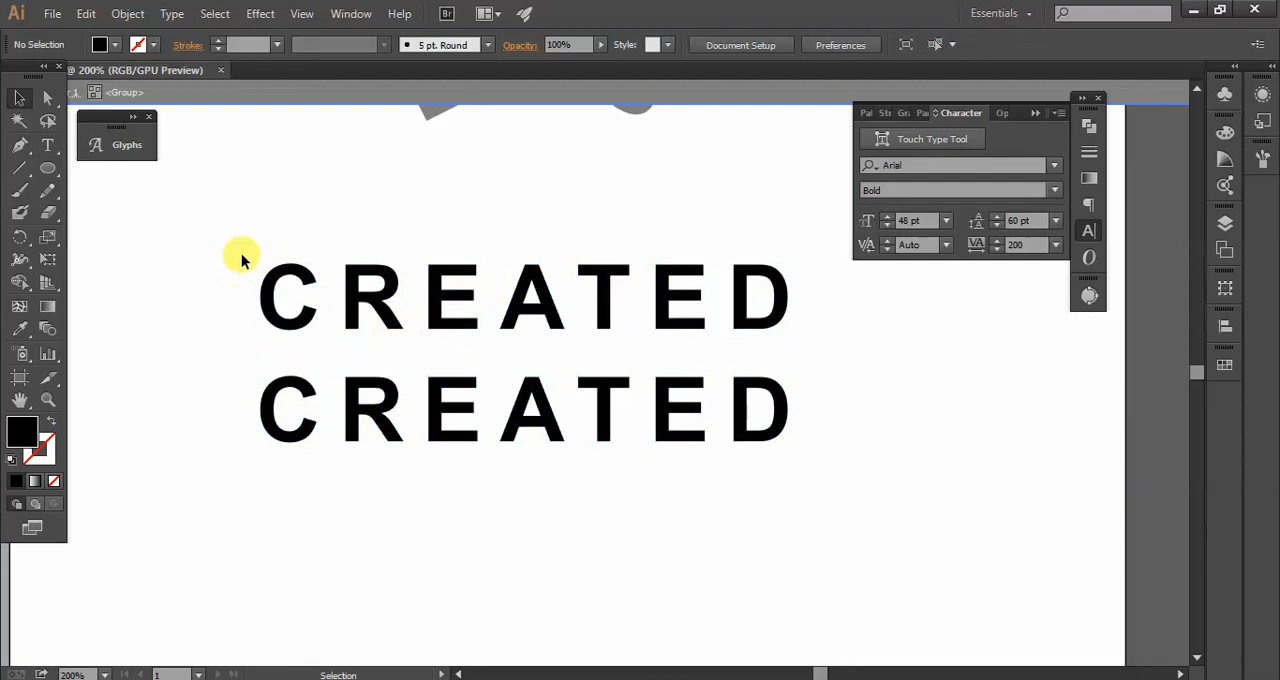 Ai File Edit Object Type Select Effect View Window Help Br Essentials
No Selection Stroke: 5 pt. Round Opacity: 100% Style: Document Setup Preferences
@ 200% (RGB/GPU Preview)
<Group>
Glyphs
Character
Touch Type Tool
Arial
Bold
48 pt 60 pt
Auto 200
CREATED
CREATED
200% 1 Selection